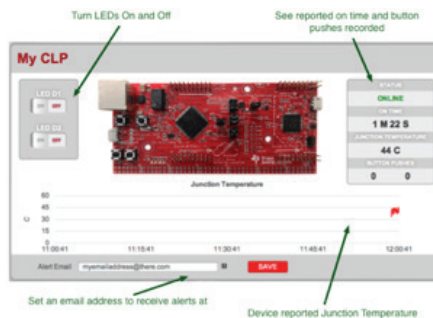 Turn LEDs On and Off
See reported on time and button
pushes recorded
My CLP
LED D1
OFF
LED D2
OFF
STATUS
ONLINE
ON TIME
1 M 22 S
JUNCTION TEMPERATURE
44 C
BUTTON PUSHES
0 0
Junction Temperature
C
60
45
30
15
0
11:00:41 11:15:41 11:30:41 11:45:41 12:00:41
Alert Email myemailaddress@there.com SAVE
Set an email address to receive alerts at
Device reported Junction Temperature